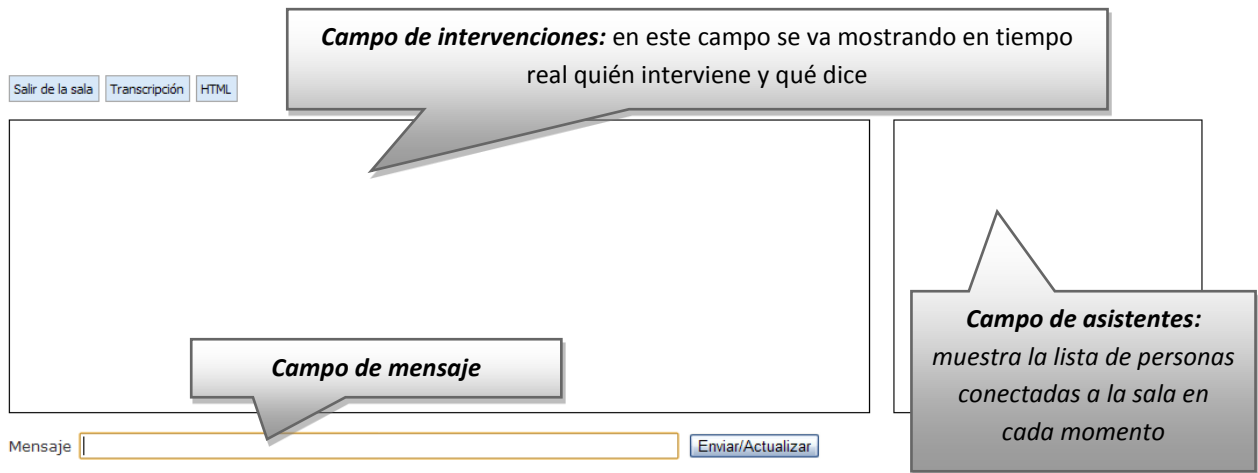 Campo de intervenciones: en este campo se va mostrando en tiempo
real quién interviene y qué dice
Salir de la sala Transcripción HTML
Campo de asistentes:
muestra la lista de personas
conectadas a la sala en
cada momento
Campo de mensaje
Mensaje Enviar/Actualizar